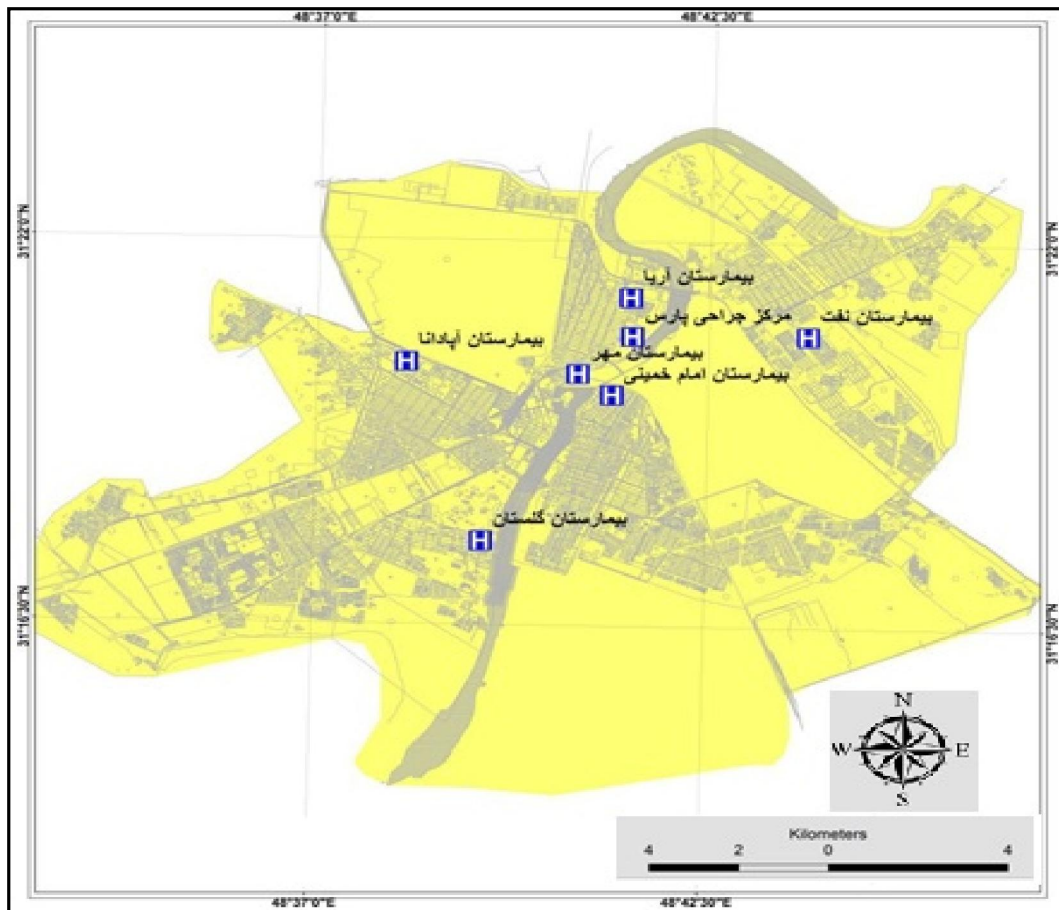 48°37'0"E
48°42'30"E
31°22'0"N
31°22'0"N
بیمارستان آریا
مرکز جراحی پارس
بیمارستان نفت
بیمارستان آپادانا
بیمارستان مهر
بیمارستان امام خمینی
بیمارستان گلستان
31°16'30"N
31°16'30"N
N
W
E
S
Kilometers
4 2 0 4
48°37'0"E
48°42'30"E